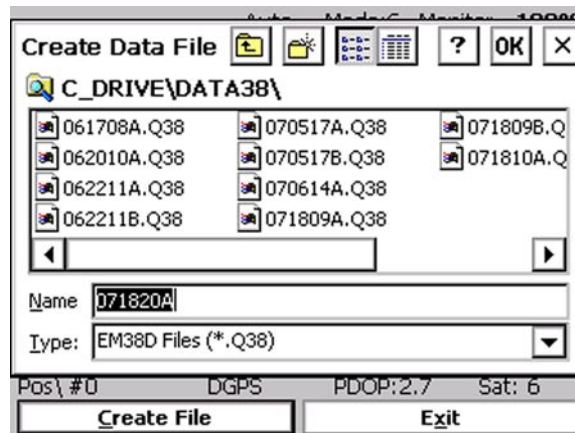 Create Data File ? OK ×
C_DRIVE\DATA38\
061708A.Q38 070517A.Q38 071809B.Q
062010A.Q38 070517B.Q38 071810A.Q
062211A.Q38 070614A.Q38
062211B.Q38 071809A.Q38
Name 071820A
Type: EM38D Files (*.Q38)
Pos\ #0 DGPS PDOP:2.7 Sat: 6
Create File Exit